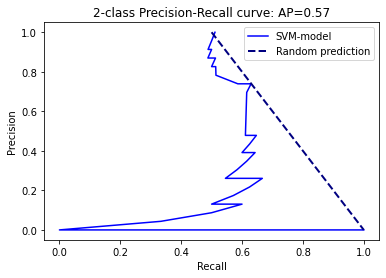 2-class Precision-Recall curve: AP=0.57
SVM-model
Random prediction
Precision
1.0
0.8
0.6
0.4
0.2
0.0
0.0 0.2 0.4 0.6 0.8 1.0
Recall